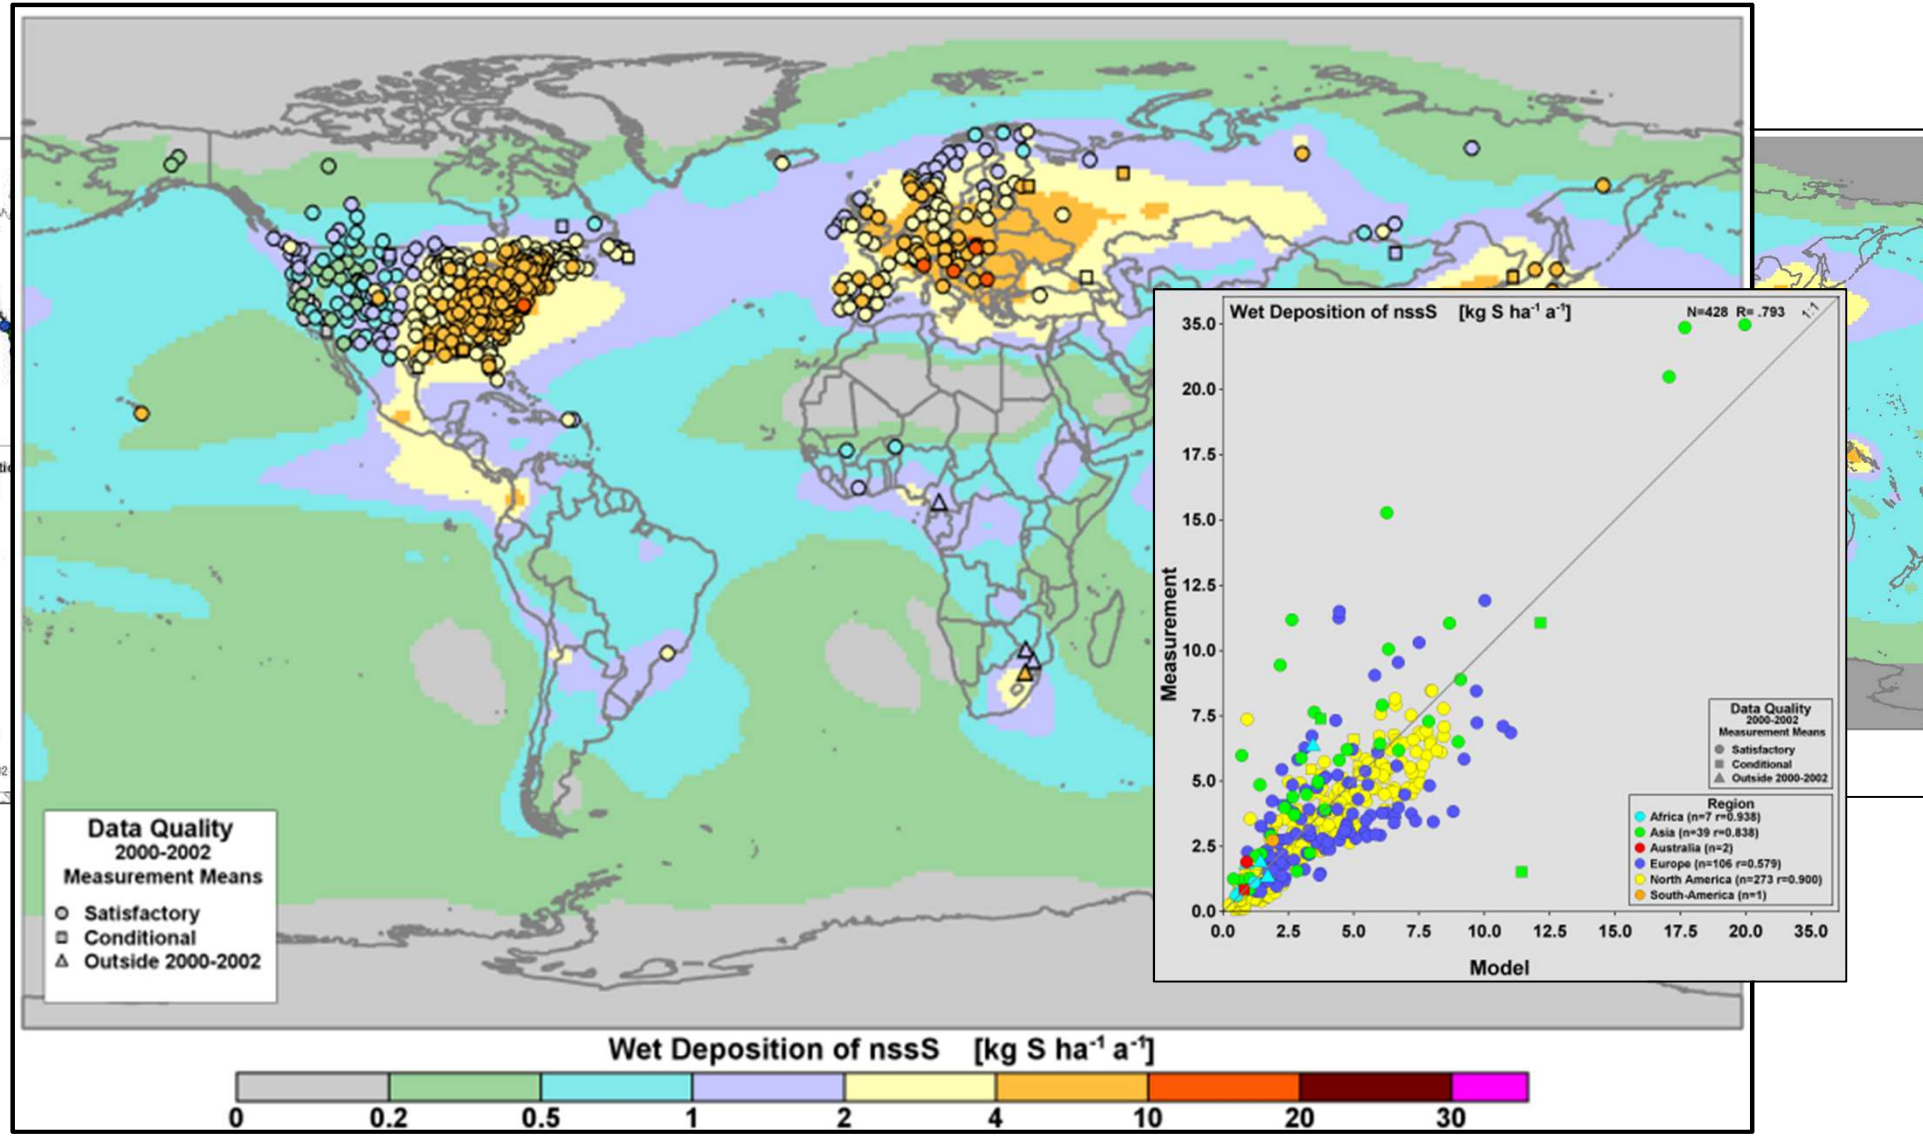 Wet Deposition of nssS [kg S ha⁻¹ a⁻¹]
N=428 R= .793
1:1
35.0
20.0
17.5
15.0
12.5
10.0
7.5
5.0
2.5
0.0
Measurement
0.0 2.5 5.0 7.5 10.0 12.5 15.0 17.5 20.0 35.0
Model
Data Quality
2000-2002
Measurement Means
Satisfactory
Conditional
Outside 2000-2002
Region
Africa (n=7 r=0.938)
Asia (n=39 r=0.838)
Australia (n=2)
Europe (n=106 r=0.579)
North America (n=273 r=0.900)
South-America (n=1)
Data Quality
2000-2002
Measurement Means
Satisfactory
Conditional
Outside 2000-2002
Wet Deposition of nssS [kg S ha⁻¹ a⁻¹]
0 0.2 0.5 1 2 4 10 20 30